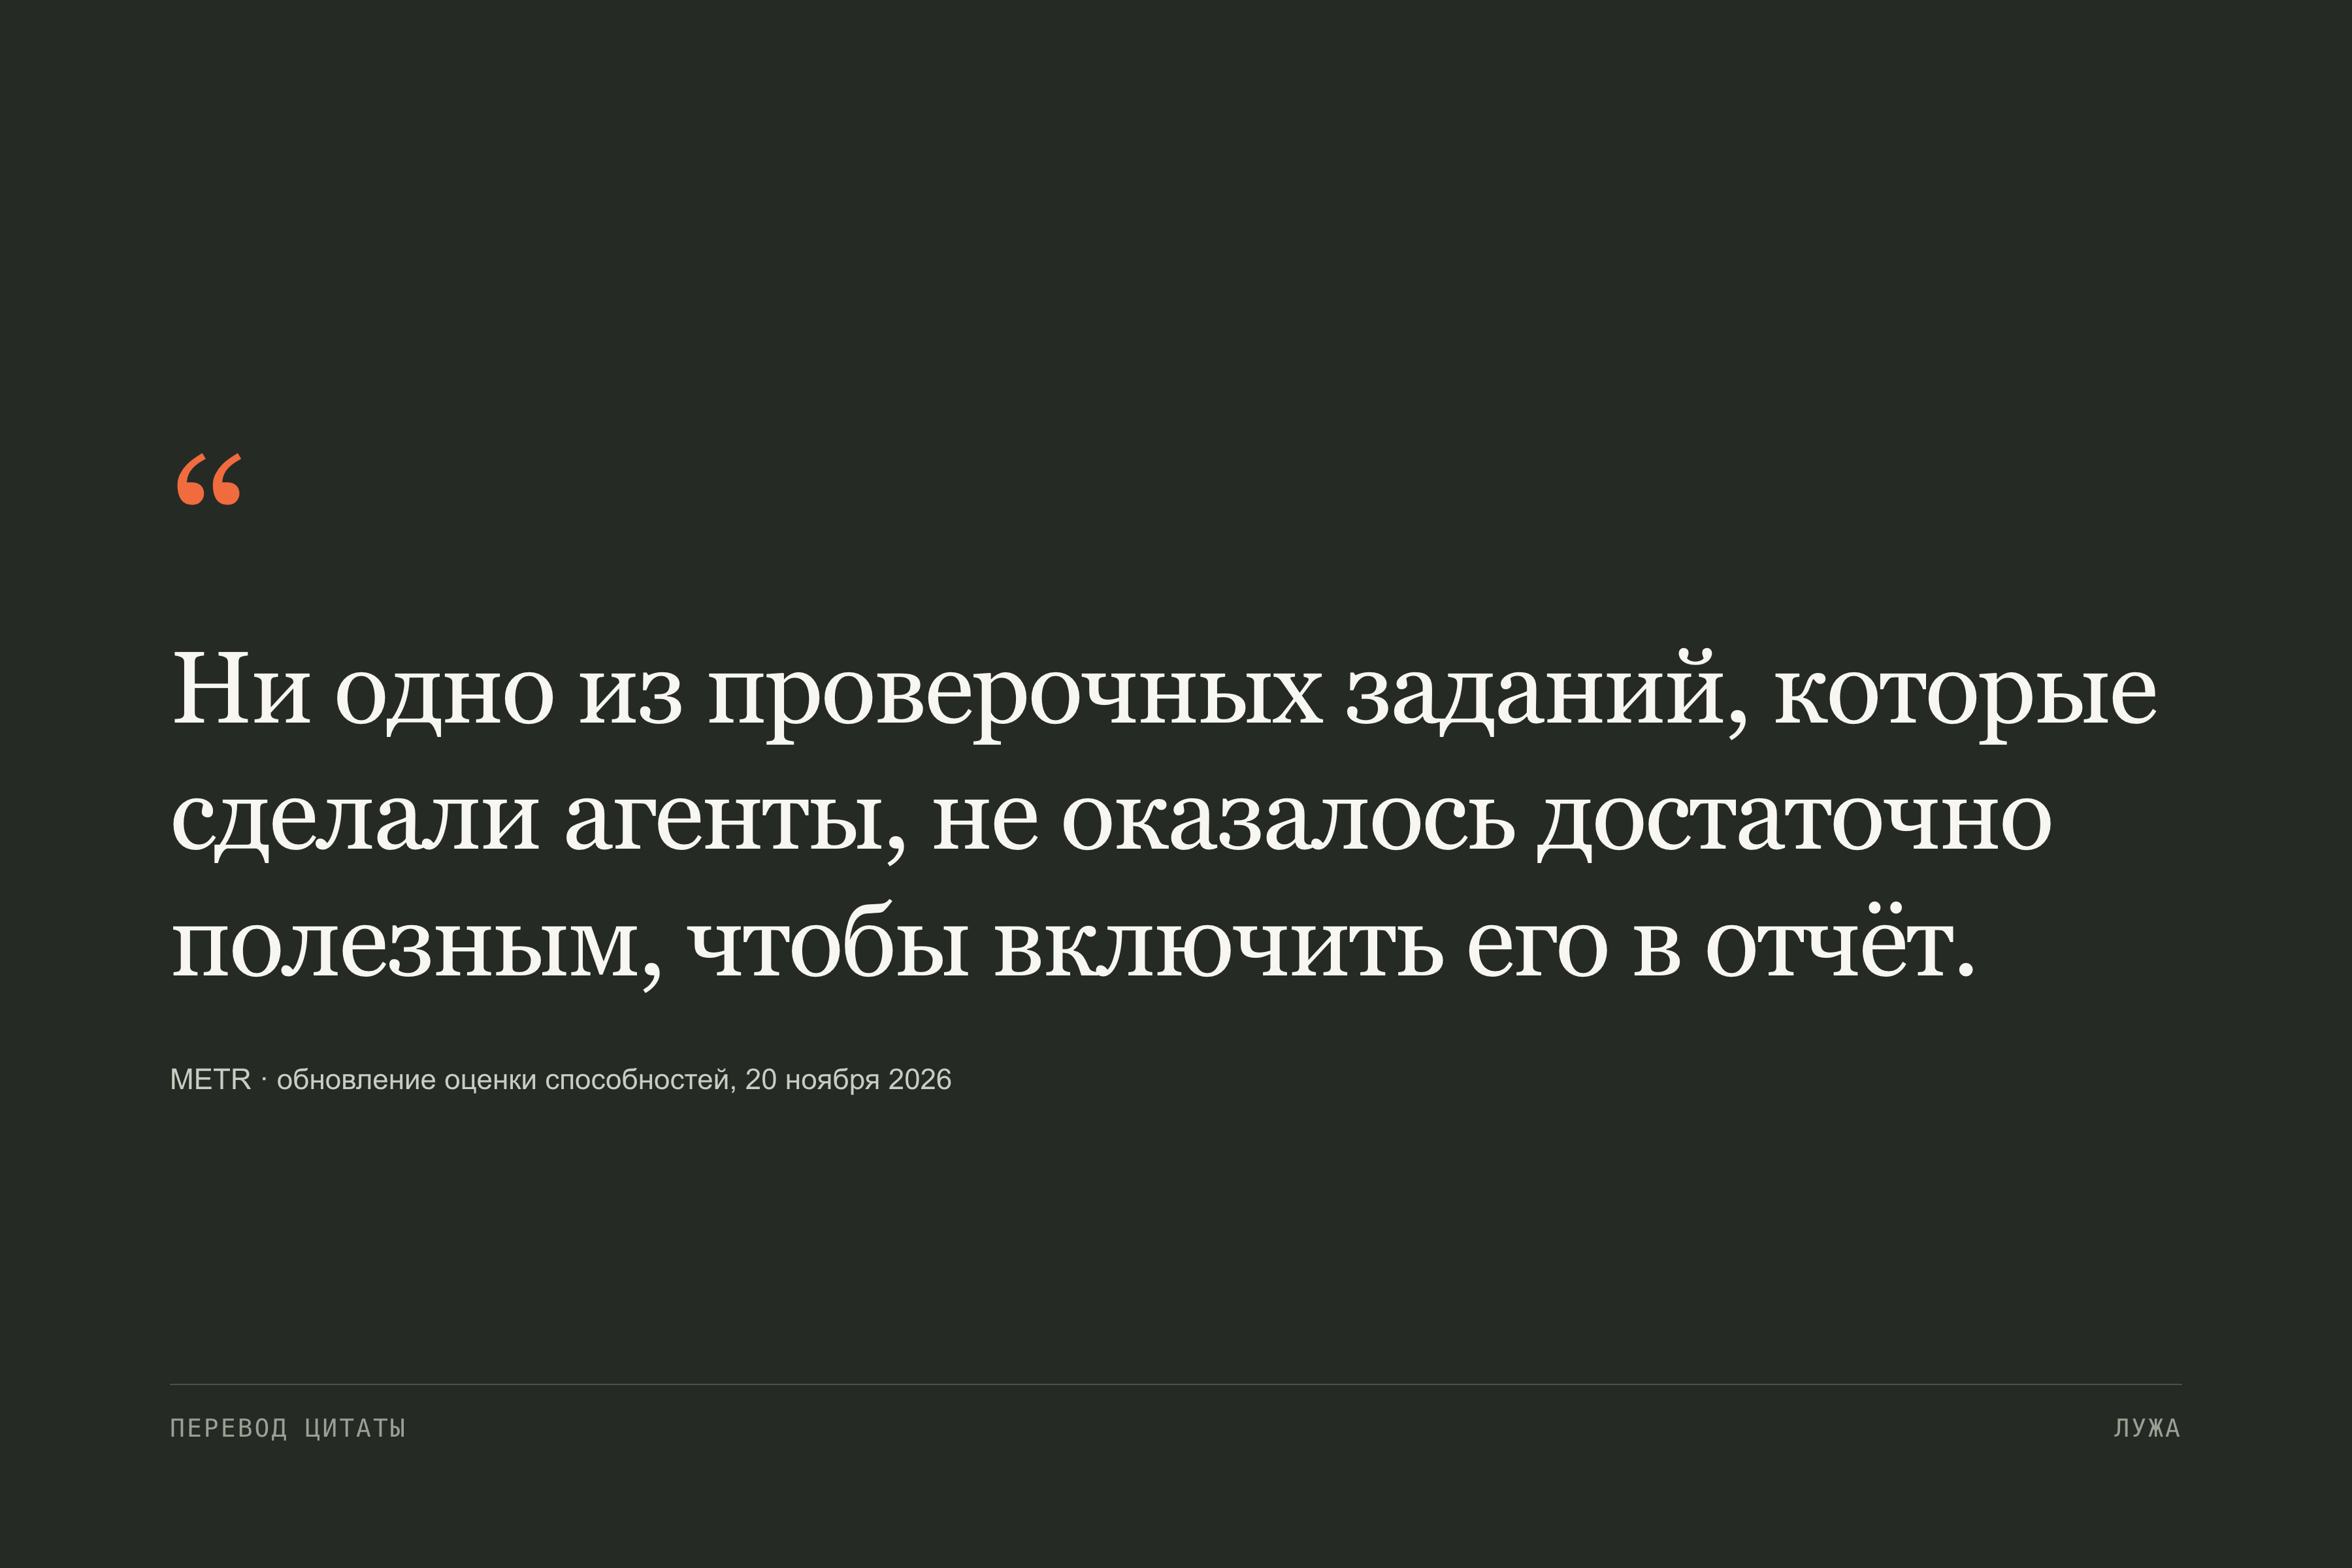 “
Ни одно из проверочных заданий, которые
сделали агенты, не оказалось достаточно
полезным, чтобы включить его в отчёт.
METR · обновление оценки способностей, 20 ноября 2026
ПЕРЕВОД ЦИТАТЫ
ЛУЖА